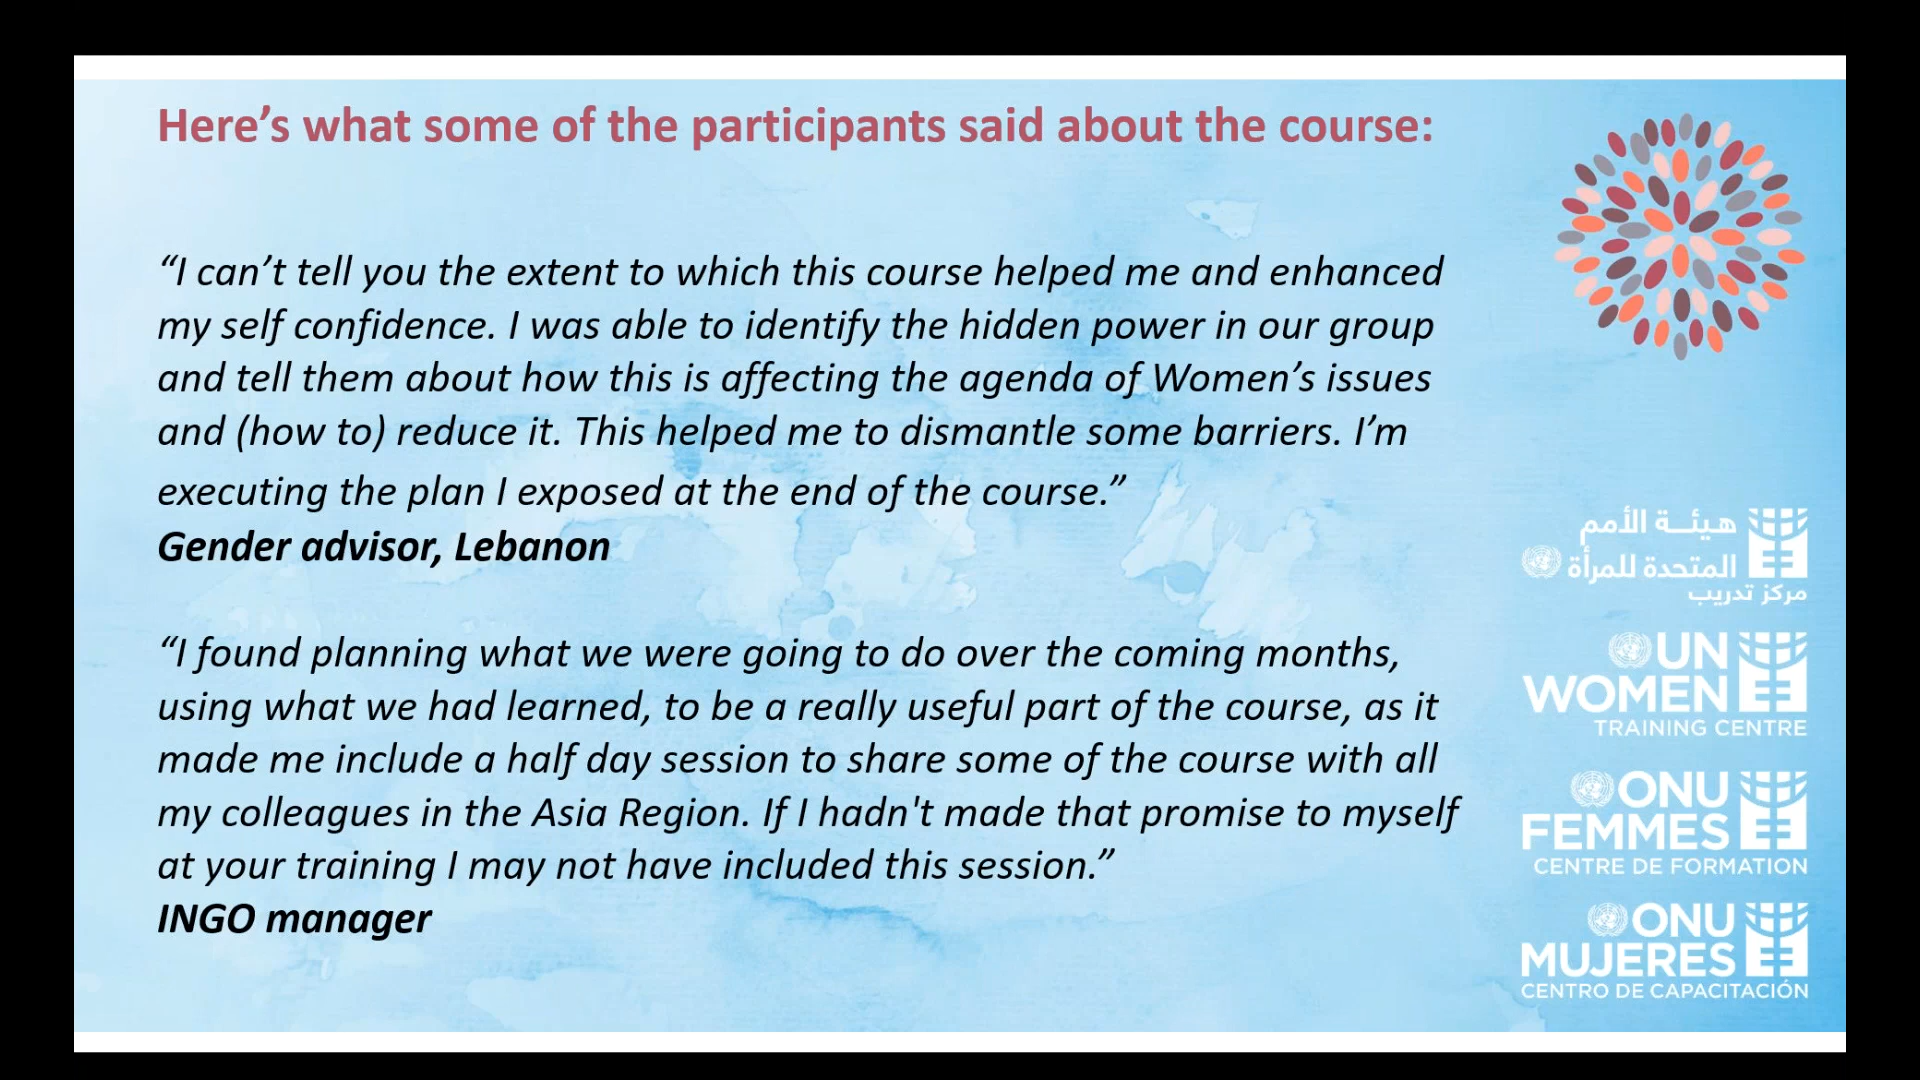 Here’s what some of the participants said about the course:
“I can’t tell you the extent to which this course helped me and enhanced
my self confidence. I was able to identify the hidden power in our group
and tell them about how this is affecting the agenda of Women’s issues
and (how to) reduce it. This helped me to dismantle some barriers. I’m
executing the plan I exposed at the end of the course.”
Gender advisor, Lebanon
“I found planning what we were going to do over the coming months,
using what we had learned, to be a really useful part of the course, as it
made me include a half day session to share some of the course with all
my colleagues in the Asia Region. If I hadn't made that promise to myself
at your training I may not have included this session.”
INGO manager
هيئة الأمم
المتحدة للمرأة
مركز تدريب
UN
WOMEN
TRAINING CENTRE
ONU
FEMMES
CENTRE DE FORMATION
ONU
MUJERES
CENTRO DE CAPACITACIÓN